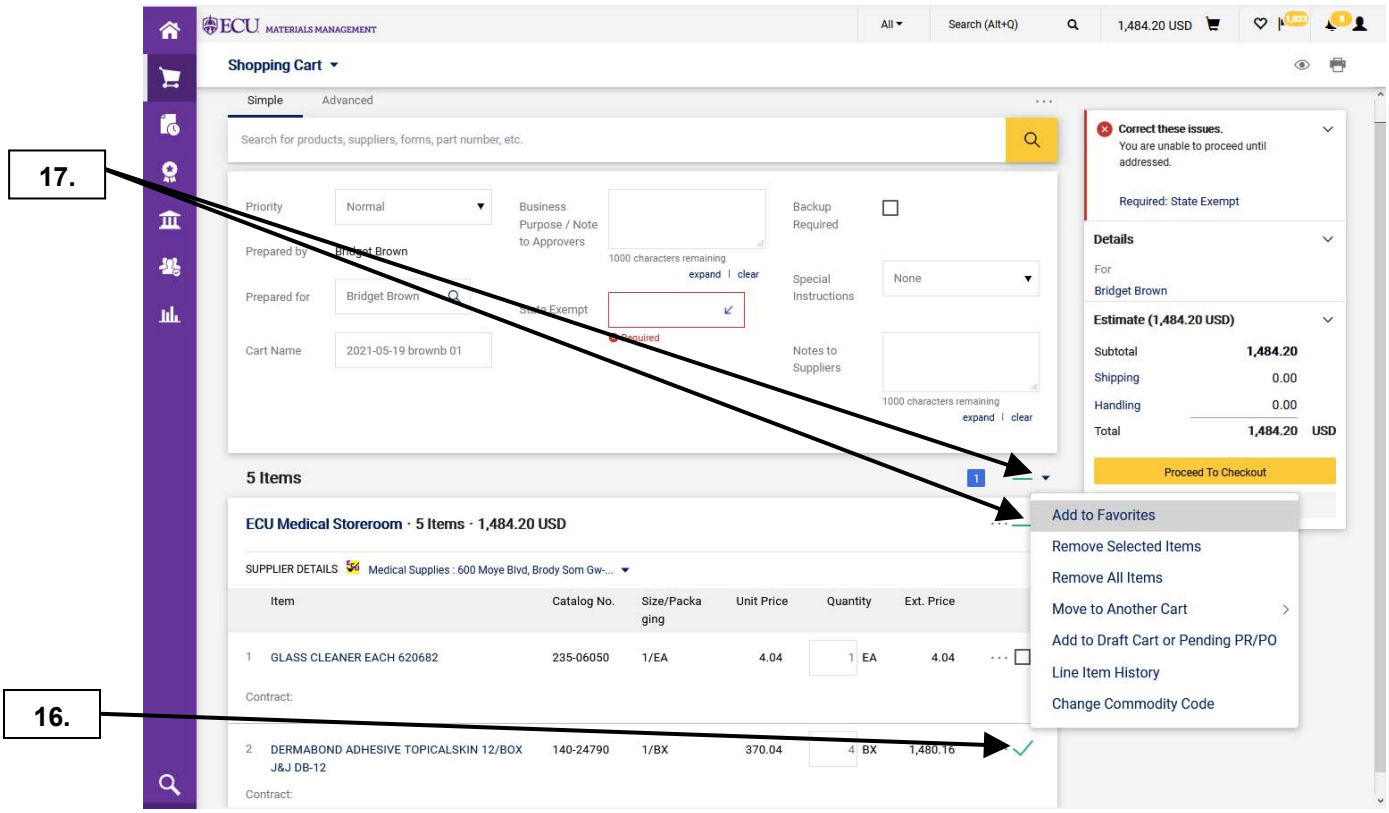 ECU MATERIALS MANAGEMENT
All
Search (Alt+Q)
1,484.20 USD
1,033
8
Shopping Cart
Simple
Advanced
...
Search for products, suppliers, forms, part number, etc.
17.
Priority
Normal
Prepared by
Bridget Brown
Prepared for
Bridget Brown
Cart Name
2021-05-19 brownb 01
Business
Purpose / Note
to Approvers
1000 characters remaining
expand | clear
State Exempt
Required
Backup
Required
Special
Instructions
None
Notes to
Suppliers
1000 characters remaining
expand | clear
Correct these issues.
You are unable to proceed until
addressed.
Required: State Exempt
Details
For
Bridget Brown
Estimate (1,484.20 USD)
Subtotal 1,484.20
Shipping 0.00
Handling 0.00
Total 1,484.20 USD
Proceed To Checkout
5 Items
1
ECU Medical Storeroom · 5 Items · 1,484.20 USD
...
SUPPLIER DETAILS Medical Supplies : 600 Moye Blvd, Brody Som Gw-...
Item Catalog No. Size/Packa Unit Price Quantity Ext. Price
ging
1 GLASS CLEANER EACH 620682 235-06050 1/EA 4.04 1 EA 4.04 ...
Contract:
16.
2 DERMABOND ADHESIVE TOPICALSKIN 12/BOX 140-24790 1/BX 370.04 4 BX 1,480.16
J&J DB-12
Contract:
Add to Favorites
Remove Selected Items
Remove All Items
Move to Another Cart
Add to Draft Cart or Pending PR/PO
Line Item History
Change Commodity Code